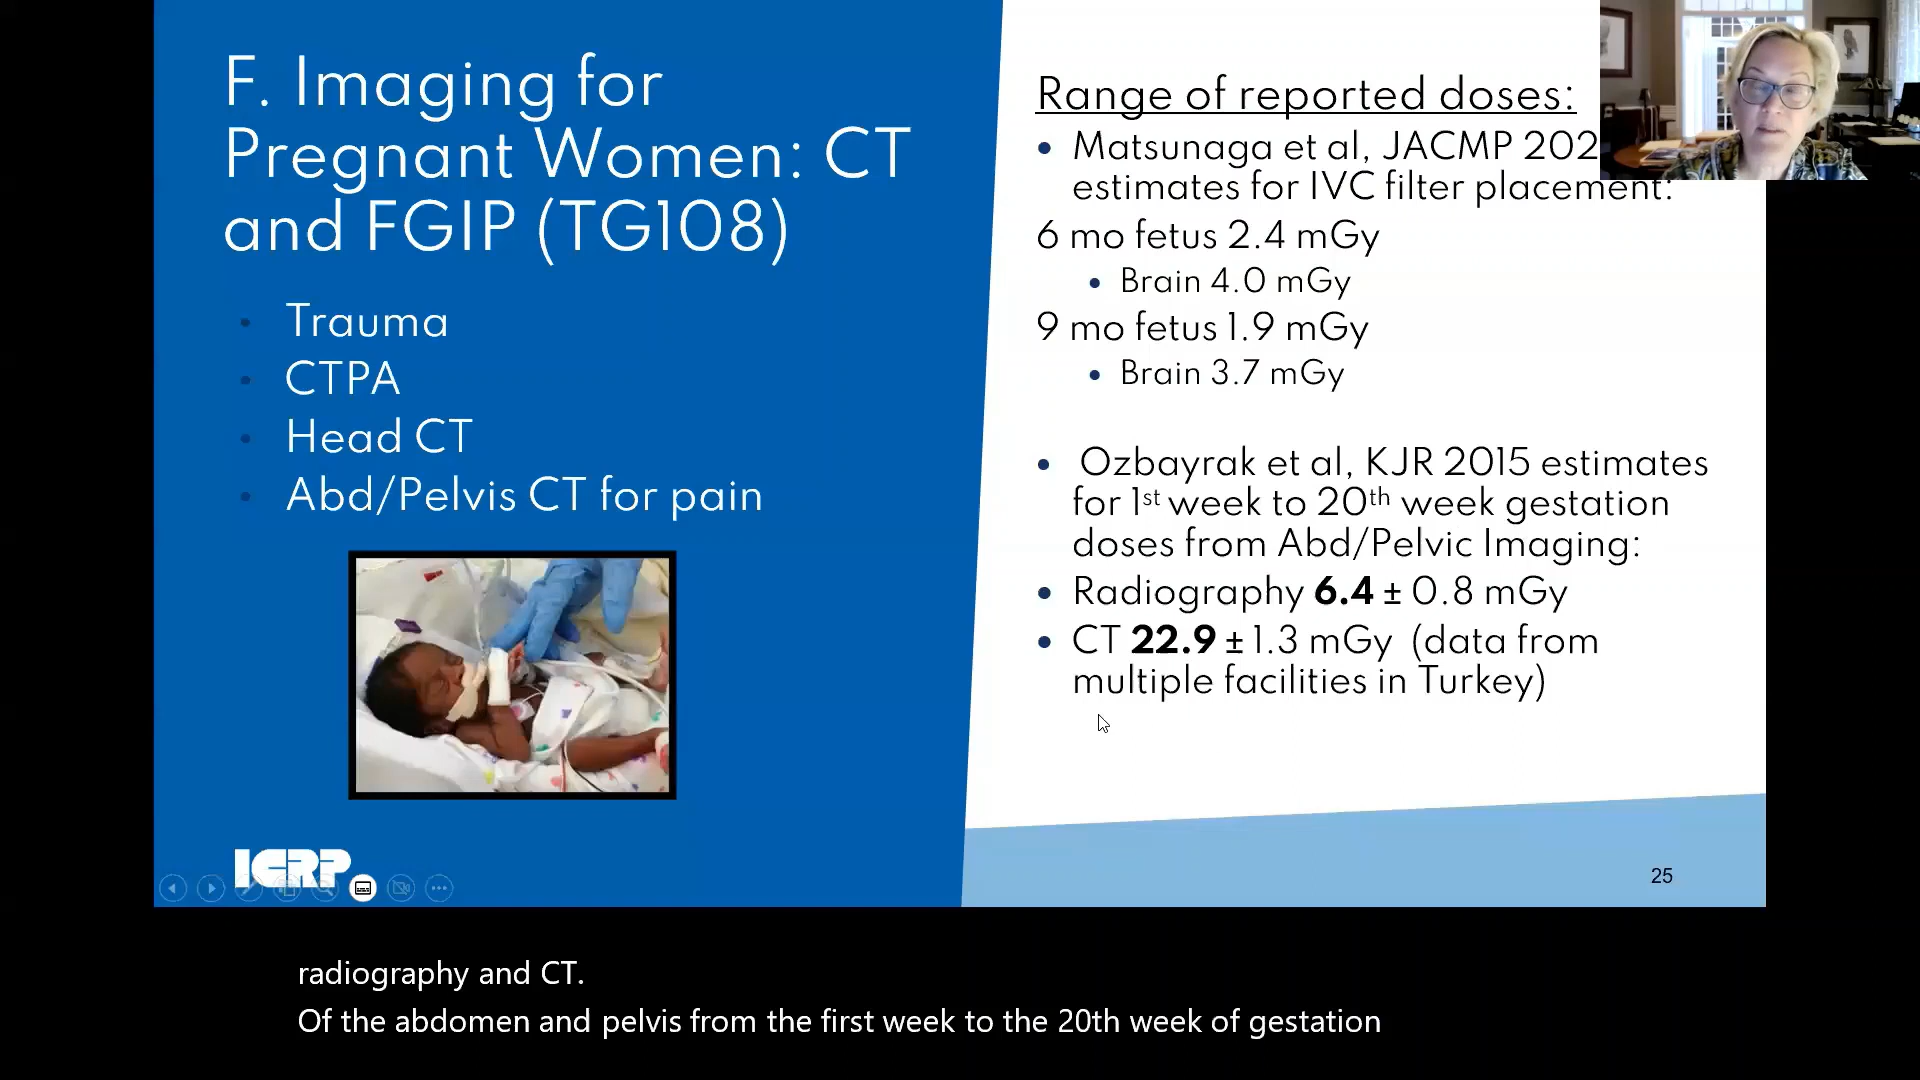 F. Imaging for
Pregnant Women: CT
and FGIP (TG108)
• Trauma
• CTPA
• Head CT
• Abd/Pelvis CT for pain
ICRP
Range of reported doses:
• Matsunaga et al, JACMP 202
estimates for IVC filter placement:
6 mo fetus 2.4 mGy
• Brain 4.0 mGy
9 mo fetus 1.9 mGy
• Brain 3.7 mGy
• Ozbayrak et al, KJR 2015 estimates
for 1st week to 20th week gestation
doses from Abd/Pelvic Imaging:
• Radiography 6.4 ± 0.8 mGy
• CT 22.9 ± 1.3 mGy (data from
multiple facilities in Turkey)
25
radiography and CT.
Of the abdomen and pelvis from the first week to the 20th week of gestation